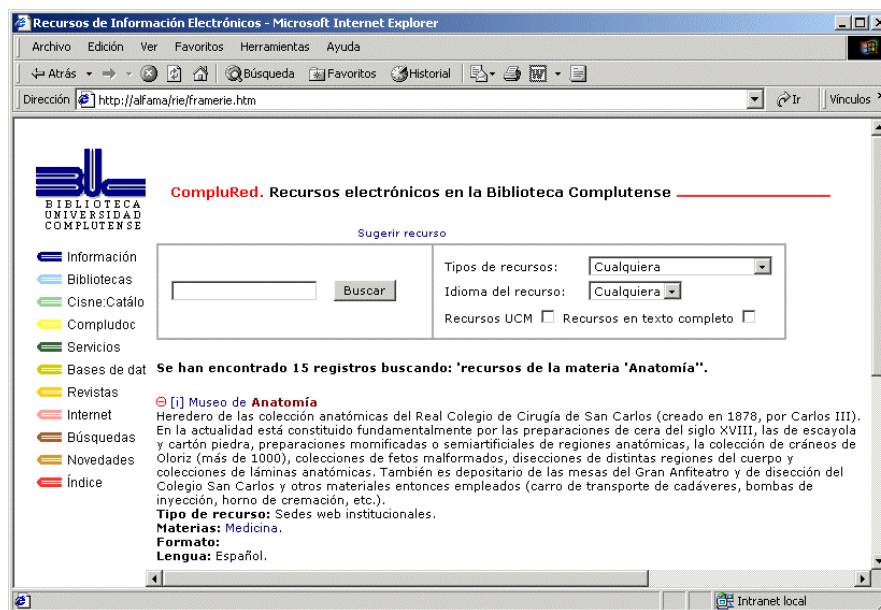 Recursos de Información Electrónicos - Microsoft Internet Explorer
Archivo Edición Ver Favoritos Herramientas Ayuda
Atrás Búsqueda Favoritos Historial
Dirección http://alfama/rie/framerie.htm Ir Vínculos
BIBLIOTECA
UNIVERSIDAD
COMPLUTENSE
CompluRed. Recursos electrónicos en la Biblioteca Complutense
Sugerir recurso
Buscar
Tipos de recursos: Cualquiera
Idioma del recurso: Cualquiera
Recursos UCM Recursos en texto completo
Información
Bibliotecas
Cisne:Catálo
Compludoc
Servicios
Bases de dat
Revistas
Internet
Búsquedas
Novedades
Índice
Se han encontrado 15 registros buscando: 'recursos de la materia 'Anatomía''.
[i] Museo de Anatomía
Heredero de las colección anatómicas del Real Colegio de Cirugía de San Carlos (creado en 1878, por Carlos III).
En la actualidad está constituido fundamentalmente por las preparaciones de cera del siglo XVIII, las de escayola
y cartón piedra, preparaciones momificadas o semiartificiales de regiones anatómicas, la colección de cráneos de
Oloriz (más de 1000), colecciones de fetos malformados, disecciones de distintas regiones del cuerpo y
colecciones de láminas anatómicas. También es depositario de las mesas del Gran Anfiteatro y de disección del
Colegio San Carlos y otros materiales entonces empleados (carro de transporte de cadáveres, bombas de
inyección, horno de cremación, etc.).
Tipo de recurso: Sedes web institucionales.
Materias: Medicina.
Formato:
Lengua: Español.
Intranet local